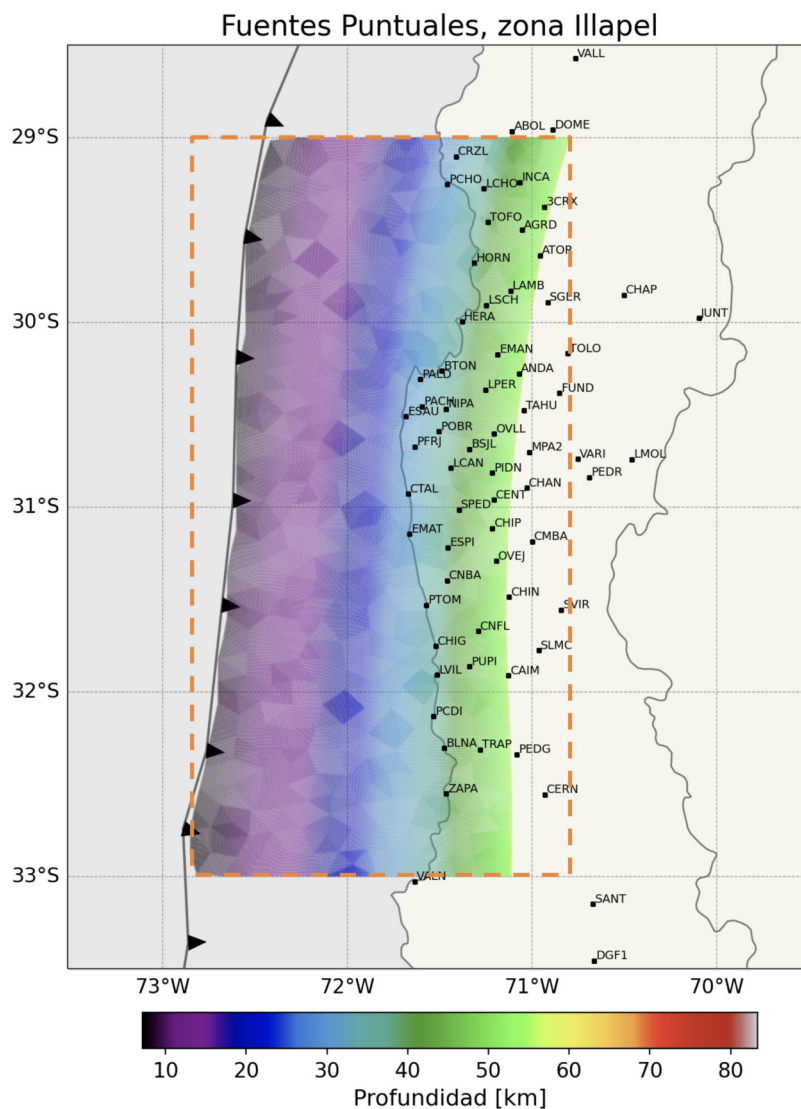 Fuentes Puntuales, zona Illapel
VALL
29°S
ABOL DOME
CRZL
PCHO LCHO INCA
3CRX
TOFO AGRD
ATOP
HORN
LAMB CHAP
LSCH SGER
30°S HERA JUNT
EMAN TOLO
BTON ANDA
PALD
LPER FUND
PACH NIPA TAHU
ESAU
POBR OVLL
PFRJ BSJL MPA2
LCAN VARI LMOL
PIDN PEDR
CTAL CENT CHAN
31°S SPED
EMAT CHIP
ESPI CMBA
OVEJ
CNBA
PTOM CHIN
SVIR
CNFL
CHIG SLMC
LVIL PUPI CAIM
32°S
PCDI
BLNA TRAP PEDG
ZAPA CERN
33°S VALN
SANT
DGF1
73°W 72°W 71°W 70°W
10 20 30 40 50 60 70 80
Profundidad [km]